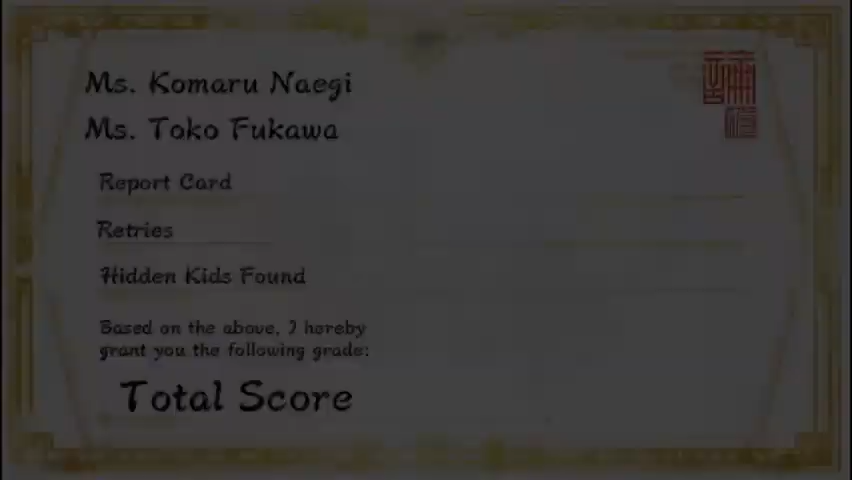 Ms. Komaru Naegi
Ms. Toko Fukawa
Report Card
Retries
Hidden Kids Found
Based on the above, I hereby
grant you the following grade:
Total Score